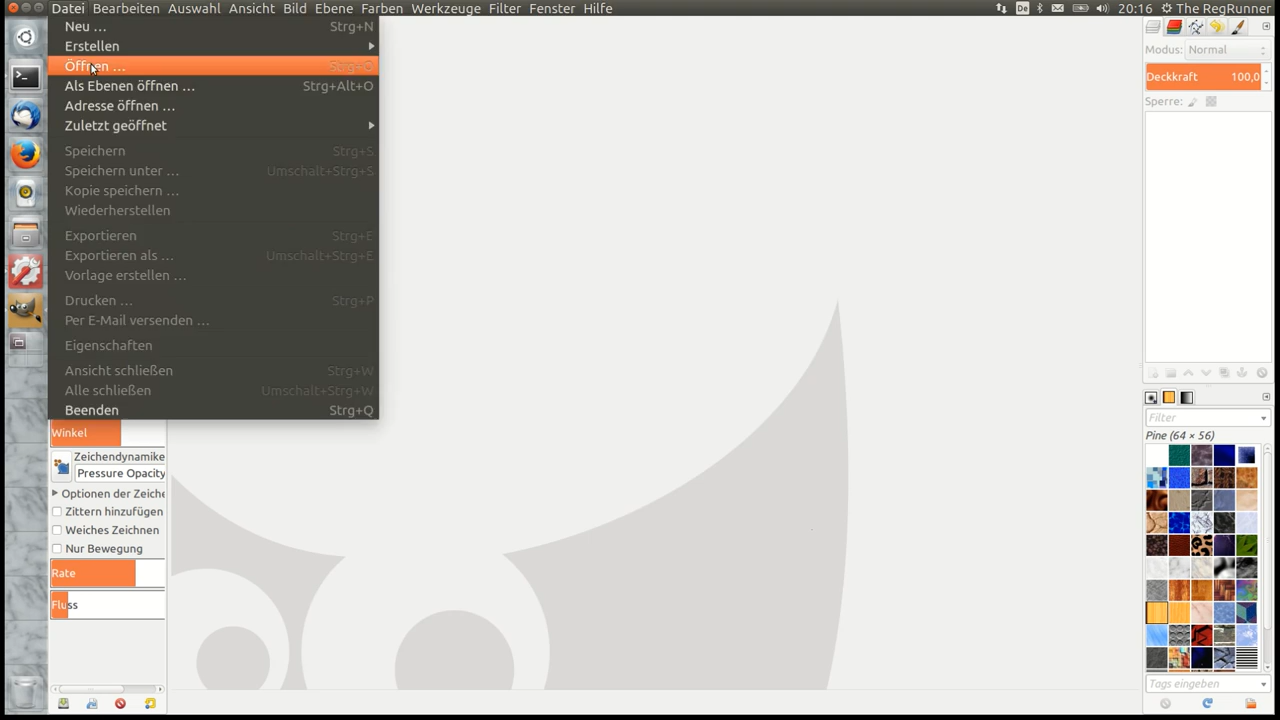 Datei Bearbeiten Auswahl Ansicht Bild Ebene Farben Werkzeuge Filter Fenster Hilfe De 20:16 The RegRunner
Neu ... Strg+N
Erstellen
Öffnen ... Strg+O
Als Ebenen öffnen ... Strg+Alt+O
Adresse öffnen ...
Zuletzt geöffnet
Speichern Strg+S
Speichern unter ... Umschalt+Strg+S
Kopie speichern ...
Wiederherstellen
Exportieren Strg+E
Exportieren als ... Umschalt+Strg+E
Vorlage erstellen ...
Drucken ... Strg+P
Per E-Mail versenden ...
Eigenschaften
Ansicht schließen Strg+W
Alle schließen Umschalt+Strg+W
Beenden Strg+Q
Winkel
Zeichendynamike
Pressure Opacity
Optionen der Zeiche
Zittern hinzufügen
Weiches Zeichnen
Nur Bewegung
Rate
Fluss
Modus: Normal
Deckkraft 100,0
Sperre:
Filter
Pine (64 × 56)
Tags eingeben